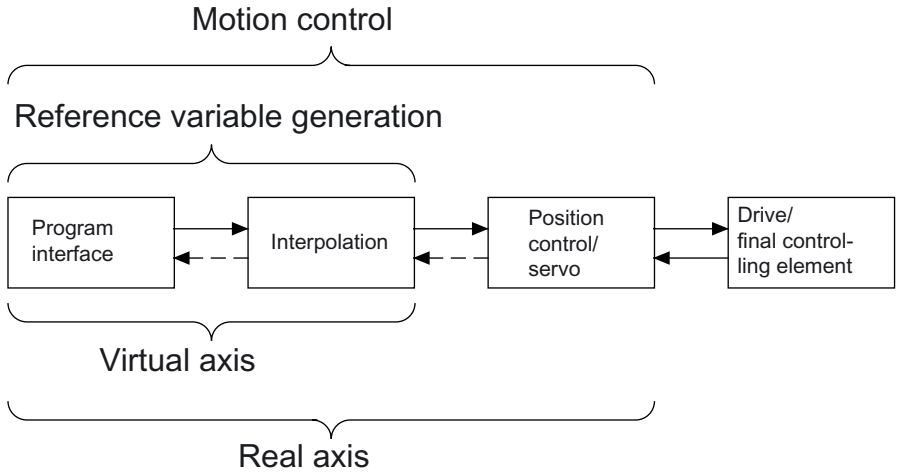 Motion control
Reference variable generation
Program
interface
Interpolation
Position
control/
servo
Drive/
final control-
ling element
Virtual axis
Real axis